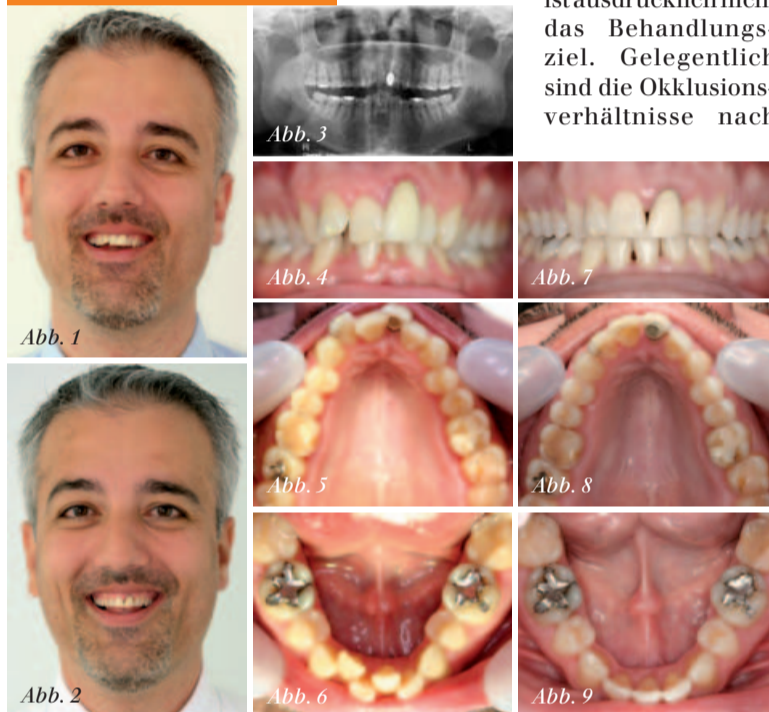 das Behandlungs-
ziel. Gelegentlich
sind die Okklusions-
verhältnisse nach
Abb. 1
Abb. 2
Abb. 3
L
Abb. 4
Abb. 5
Abb. 6
Abb. 7
Abb. 8
Abb. 9